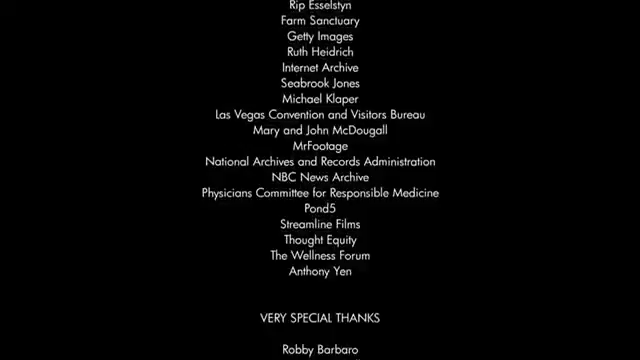 Rip Esselstyn
Farm Sanctuary
Getty Images
Ruth Heidrich
Internet Archive
Seabrook Jones
Michael Klaper
Las Vegas Convention and Visitors Bureau
Mary and John McDougall
MrFootage
National Archives and Records Administration
NBC News Archive
Physicians Committee for Responsible Medicine
Pond5
Streamline Films
Thought Equity
The Wellness Forum
Anthony Yen
VERY SPECIAL THANKS
Robby Barbaro